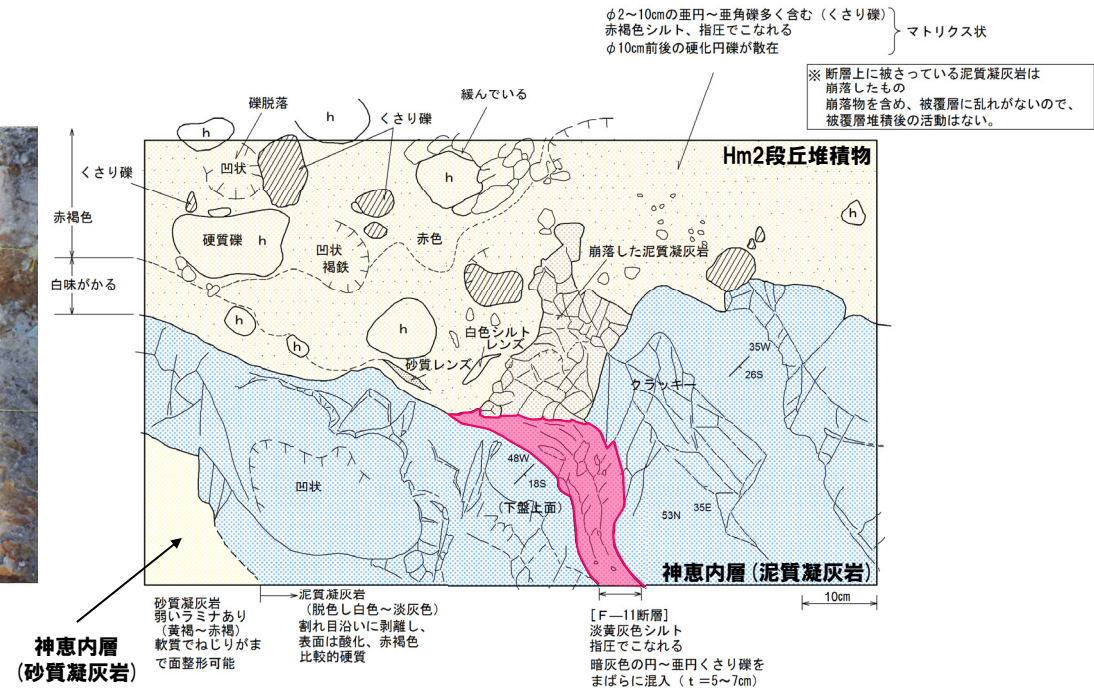 φ2～10cmの亜円～亜角礫多く含む（くさり礫）
赤褐色シルト、指圧でこなれる
φ10cm前後の硬化円礫が散在
マトリクス状
※ 断層上に被さっている泥質凝灰岩は
崩落したもの
崩落物を含め、被覆層に乱れがないので、
被覆層堆積後の活動はない。
緩んでいる
礫脱落
くさり礫
h
h
h
凹状
Hm2段丘堆積物
くさり礫
赤褐色
硬質礫 h
凹状
褐鉄
赤色
h
崩落した泥質凝灰岩
白味がかる
h
h
h
白色シルト
レンズ
砂質レンズ
35W
26S
クラッキー
48W
18S
（下盤上面）
凹状
53N
35E
神恵内層（泥質凝灰岩）
10cm
砂質凝灰岩
弱いラミナあり
（黄褐～赤褐）
軟質でねじりがま
で面整形可能
泥質凝灰岩
（脱色し白色～淡灰色）
割れ目沿いに剥離し、
表面は酸化、赤褐色
比較的硬質
[F－11断層]
淡黄灰色シルト
指圧でこなれる
暗灰色の円～亜円くさり礫を
まばらに混入（ｔ＝5～7cm）
神恵内層
（砂質凝灰岩）